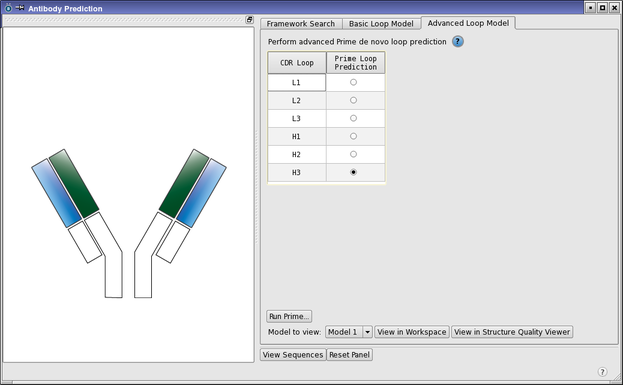 Antibody Prediction
Framework Search
Basic Loop Model
Advanced Loop Model
Perform advanced Prime de novo loop prediction ?
CDR Loop
Prime Loop
Prediction
L1
L2
L3
H1
H2
H3
Run Prime...
Model to view: Model 1 View in Workspace View in Structure Quality Viewer
View Sequences Reset Panel
?